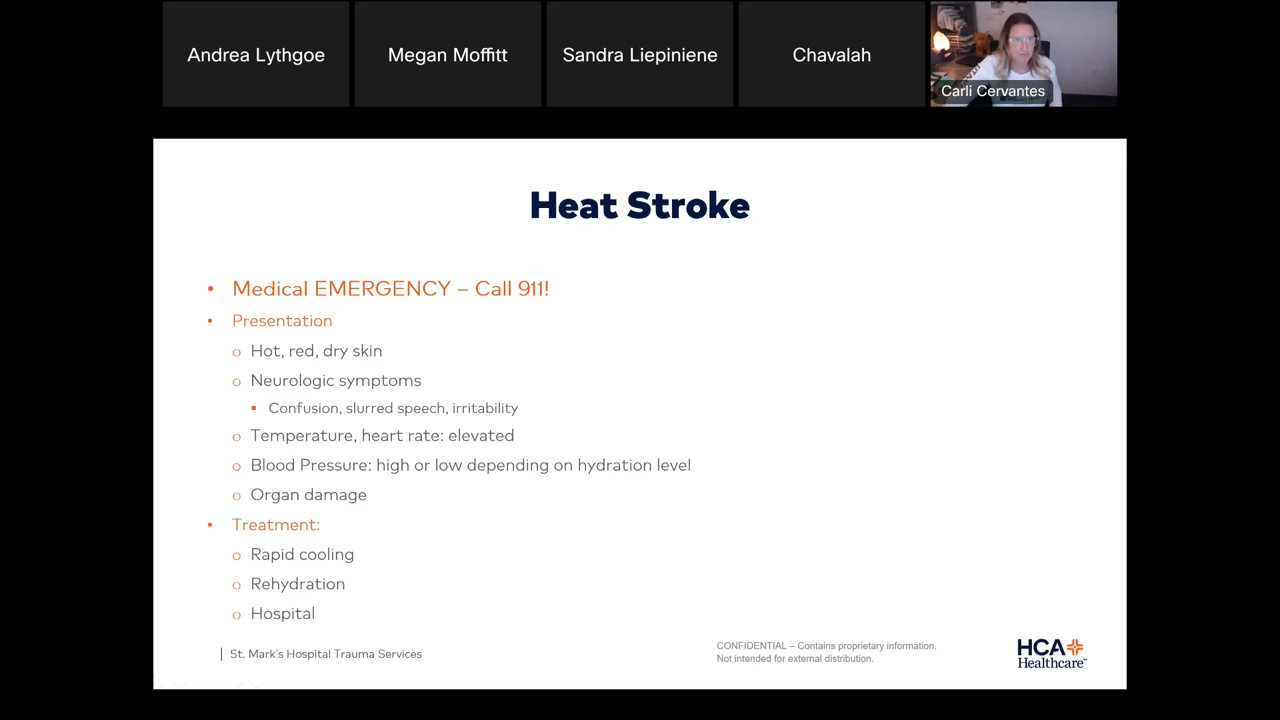 Andrea Lythgoe
Megan Moffitt
Sandra Liepiniene
Chavalah
Carli Cervantes
Heat Stroke
• Medical EMERGENCY – Call 911!
• Presentation
o Hot, red, dry skin
o Neurologic symptoms
▪ Confusion, slurred speech, irritability
o Temperature, heart rate: elevated
o Blood Pressure: high or low depending on hydration level
o Organ damage
• Treatment:
o Rapid cooling
o Rehydration
o Hospital
| St. Mark's Hospital Trauma Services
CONFIDENTIAL – Contains proprietary information.
Not intended for external distribution.
HCA
Healthcare™